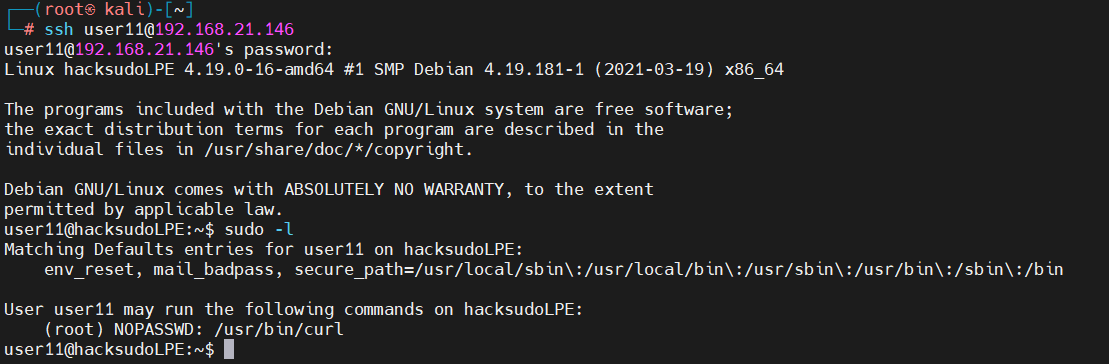 ┌──(root㉿ kali)-[~]
└─# ssh user11@192.168.21.146
user11@192.168.21.146's password:
Linux hacksudoLPE 4.19.0-16-amd64 #1 SMP Debian 4.19.181-1 (2021-03-19) x86_64

The programs included with the Debian GNU/Linux system are free software;
the exact distribution terms for each program are described in the
individual files in /usr/share/doc/*/copyright.

Debian GNU/Linux comes with ABSOLUTELY NO WARRANTY, to the extent
permitted by applicable law.
user11@hacksudoLPE:~$ sudo -l
Matching Defaults entries for user11 on hacksudoLPE:
    env_reset, mail_badpass, secure_path=/usr/local/sbin\:/usr/local/bin\:/usr/sbin\:/usr/bin\:/sbin\:/bin

User user11 may run the following commands on hacksudoLPE:
    (root) NOPASSWD: /usr/bin/curl
user11@hacksudoLPE:~$